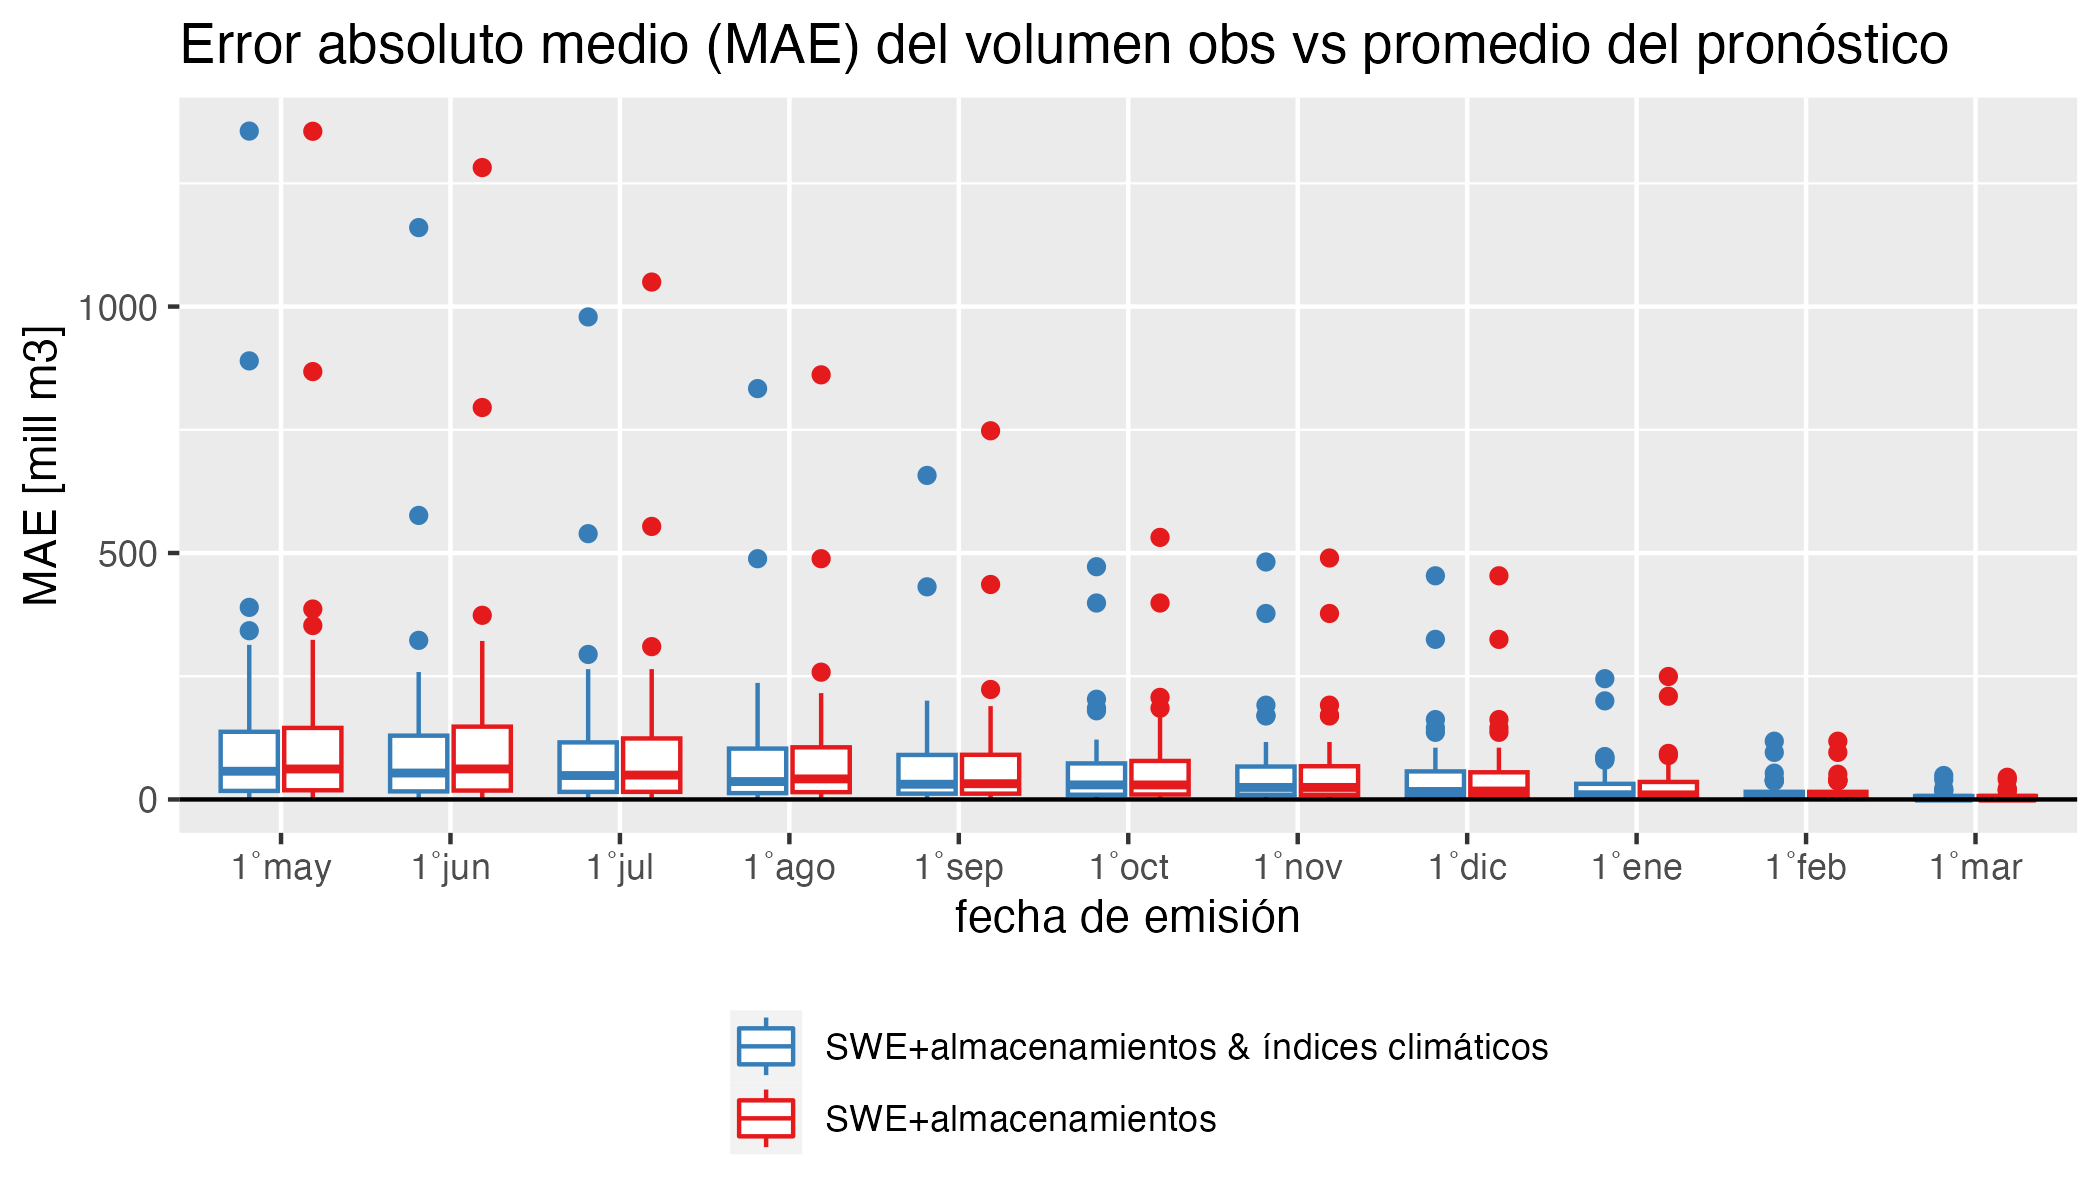 Error absoluto medio (MAE) del volumen obs vs promedio del pronóstico
MAE [mill m3]
1000
500
0
1°may 1°jun 1°jul 1°ago 1°sep 1°oct 1°nov 1°dic 1°ene 1°feb 1°mar
fecha de emisión
SWE+almacenamientos & índices climáticos
SWE+almacenamientos